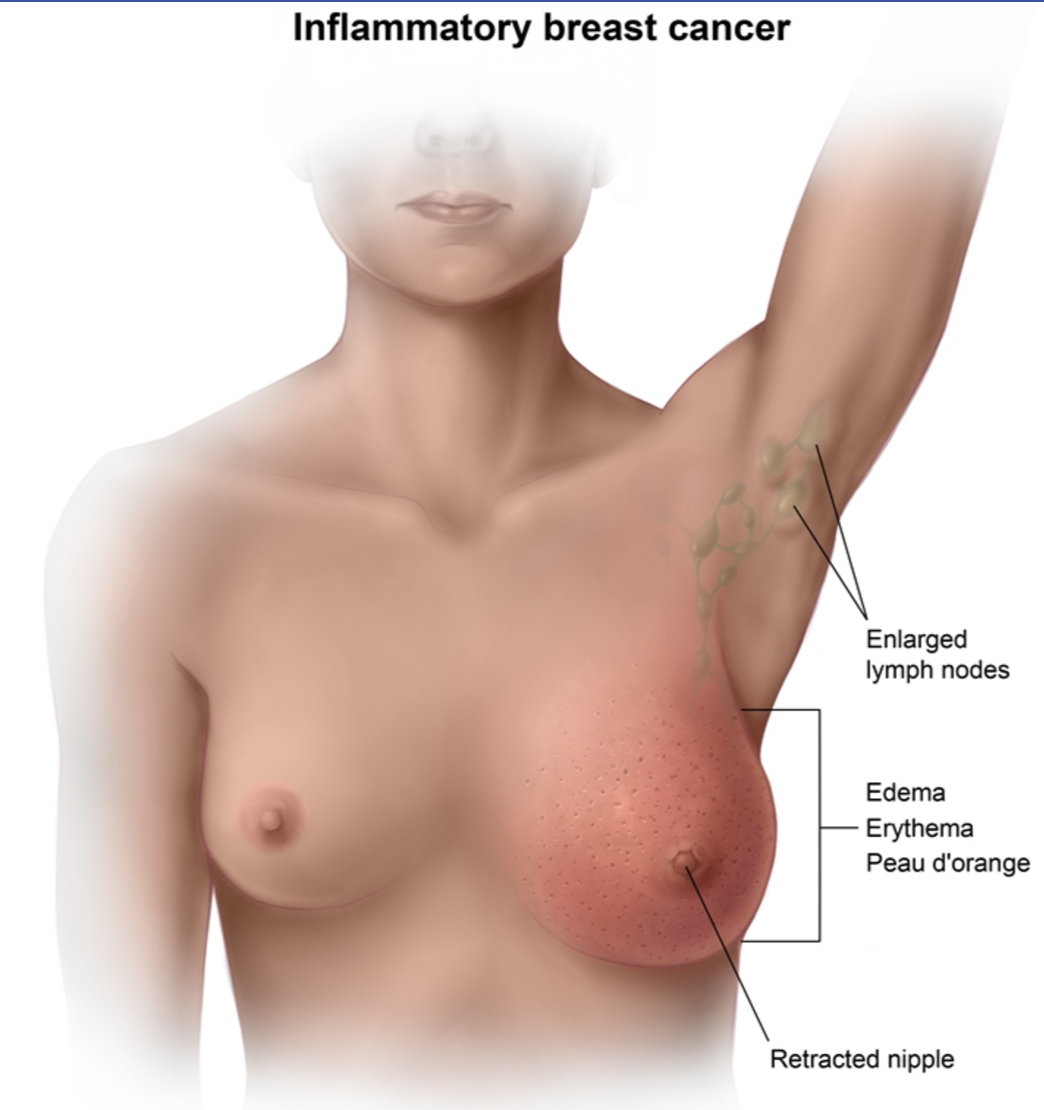 Inflammatory breast cancer
Enlarged
lymph nodes
Edema
Erythema
Peau d'orange
Retracted nipple